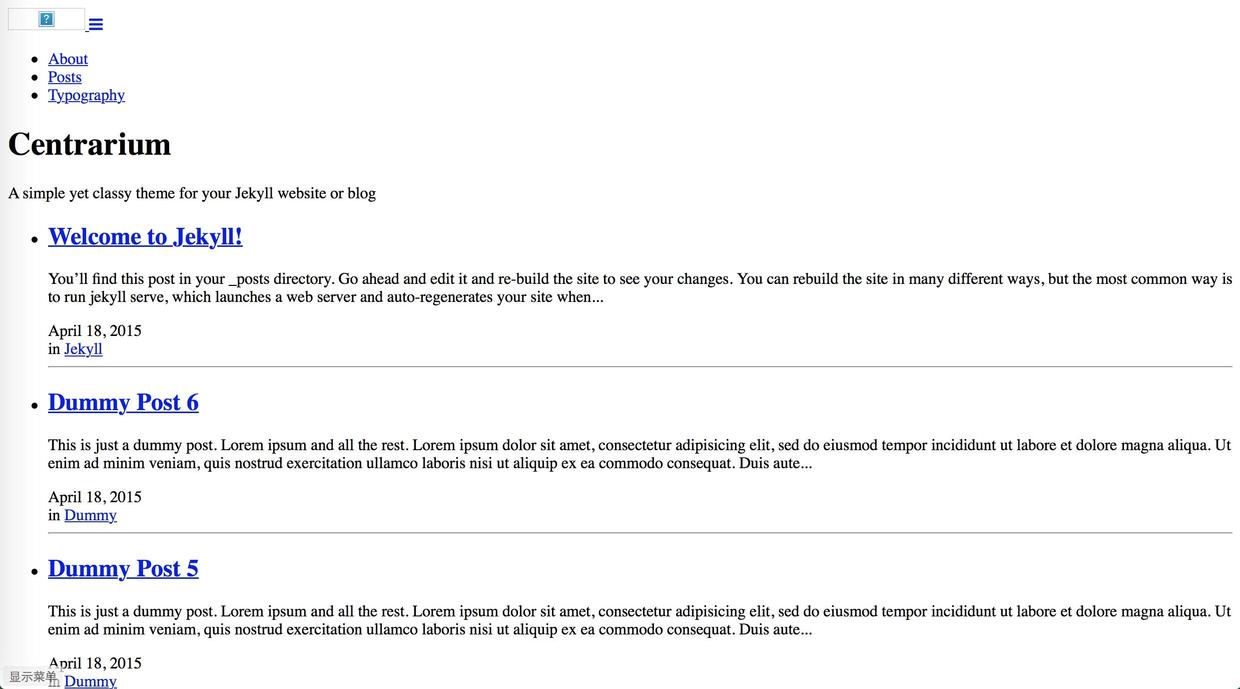 About
Posts
Typography
Centrarium
A simple yet classy theme for your Jekyll website or blog
Welcome to Jekyll!
You’ll find this post in your _posts directory. Go ahead and edit it and re-build the site to see your changes. You can rebuild the site in many different ways, but the most common way is
to run jekyll serve, which launches a web server and auto-regenerates your site when...
April 18, 2015
in Jekyll
Dummy Post 6
This is just a dummy post. Lorem ipsum and all the rest. Lorem ipsum dolor sit amet, consectetur adipisicing elit, sed do eiusmod tempor incididunt ut labore et dolore magna aliqua. Ut
enim ad minim veniam, quis nostrud exercitation ullamco laboris nisi ut aliquip ex ea commodo consequat. Duis aute...
April 18, 2015
in Dummy
Dummy Post 5
This is just a dummy post. Lorem ipsum and all the rest. Lorem ipsum dolor sit amet, consectetur adipisicing elit, sed do eiusmod tempor incididunt ut labore et dolore magna aliqua. Ut
enim ad minim veniam, quis nostrud exercitation ullamco laboris nisi ut aliquip ex ea commodo consequat. Duis aute...
April 18, 2015
in Dummy
显示菜单